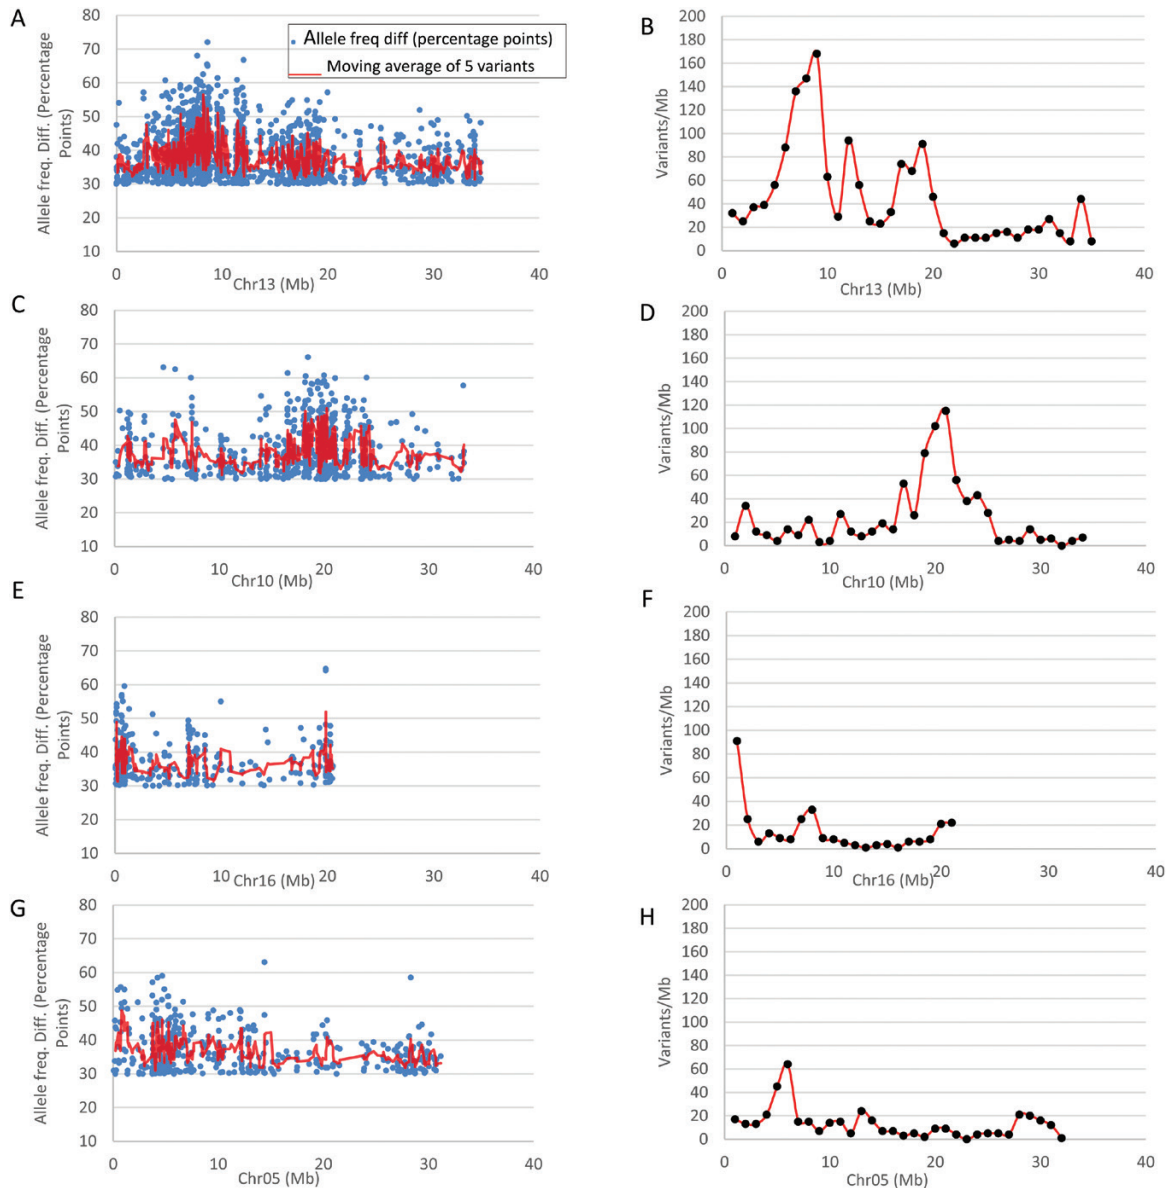 A
80
70
60
50
40
30
20
10
Allele freq. Diff. (Percentage
Points)
Allele freq diff (percentage points)
Moving average of 5 variants
0 10 20 30 40
Chr13 (Mb)
B
200
180
160
140
120
100
80
60
40
20
0
Variants/Mb
0 10 20 30 40
Chr13 (Mb)
C
80
70
60
50
40
30
20
10
Allele freq. Diff. (Percentage
Points)
0 10 20 30 40
Chr10 (Mb)
D
200
180
160
140
120
100
80
60
40
20
0
Variants/Mb
0 10 20 30 40
Chr10 (Mb)
E
80
70
60
50
40
30
20
10
Allele freq. Diff. (Percentage
Points)
0 10 20 30 40
Chr16 (Mb)
F
200
180
160
140
120
100
80
60
40
20
0
Variants/Mb
0 10 20 30 40
Chr16 (Mb)
G
80
70
60
50
40
30
20
10
Allele freq. Diff. (Percentage
Points)
0 10 20 30 40
Chr05 (Mb)
H
200
180
160
140
120
100
80
60
40
20
0
Variants/Mb
0 10 20 30 40
Chr05 (Mb)